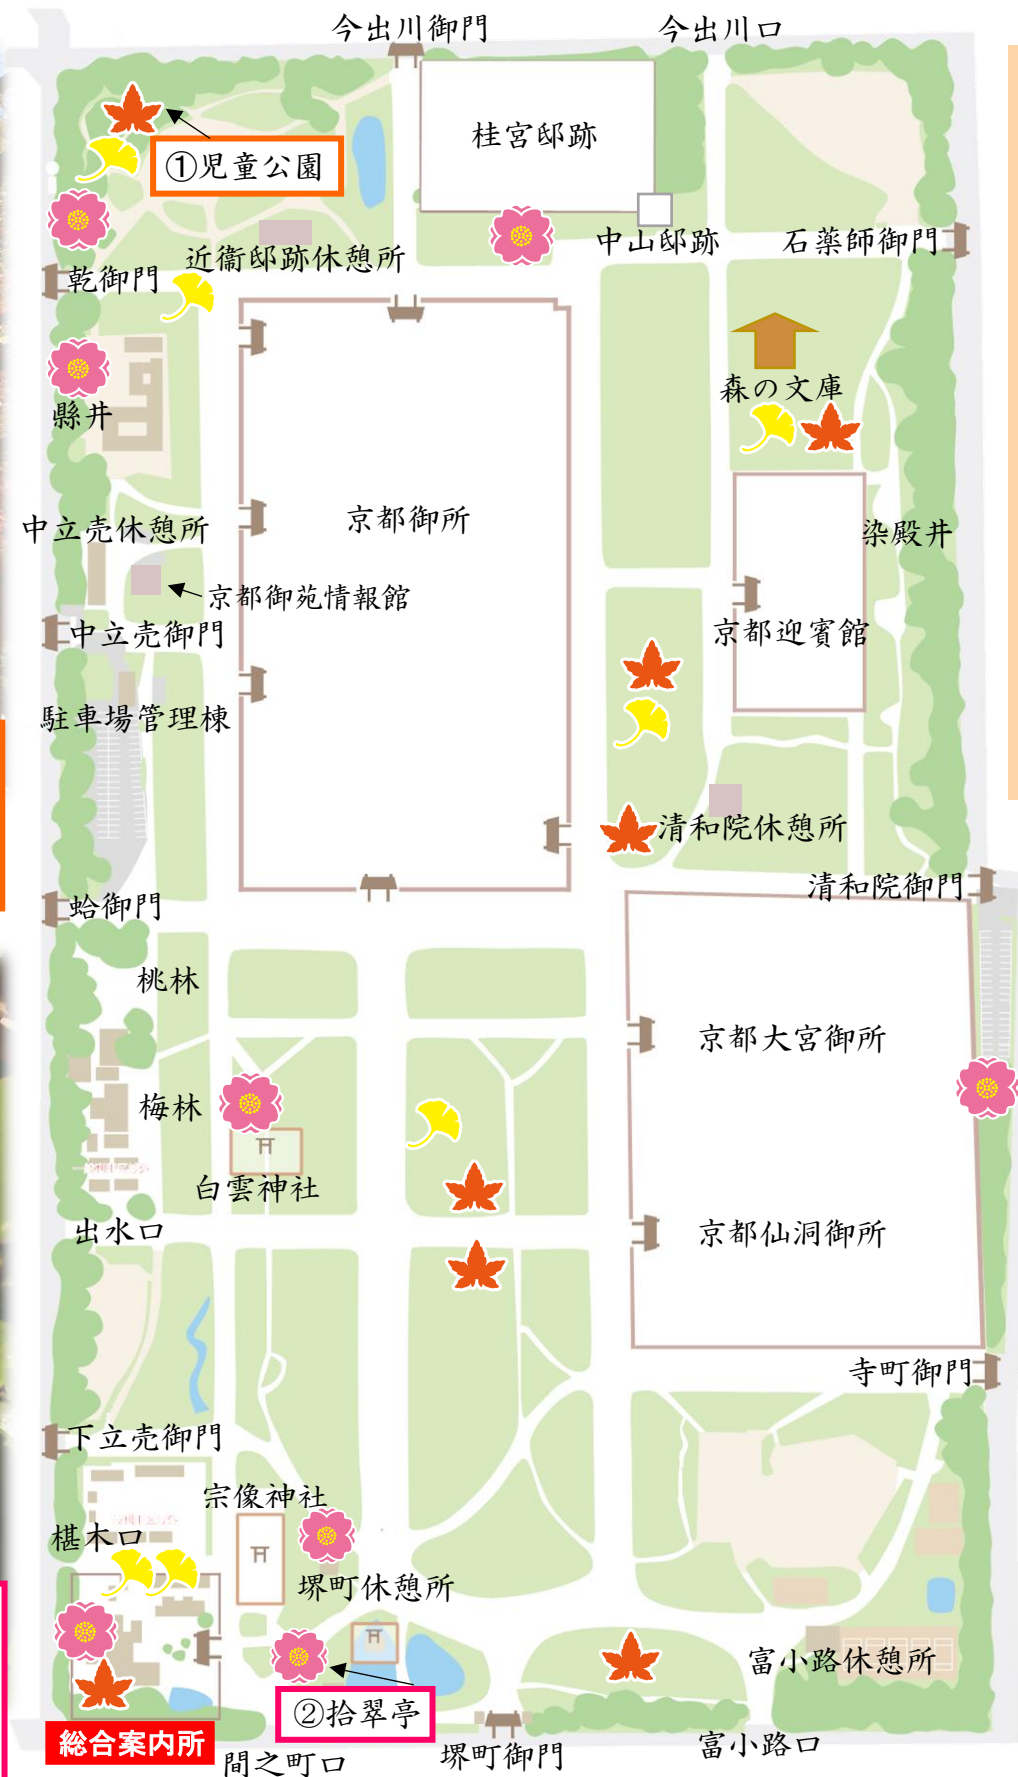 今出川御門
今出川口
桂宮邸跡
①児童公園
中山邸跡
石薬師御門
近衞邸跡休憩所
乾御門
森の文庫
縣井
京都御所
中立売休憩所
染殿井
京都御苑情報館
中立売御門
京都迎賓館
駐車場管理棟
清和院休憩所
清和院御門
蛤御門
桃林
京都大宮御所
梅林
白雲神社
出水口
京都仙洞御所
寺町御門
下立売御門
宗像神社
椹木口
堺町休憩所
富小路休憩所
②拾翠亭
総合案内所
間之町口
堺町御門
富小路口